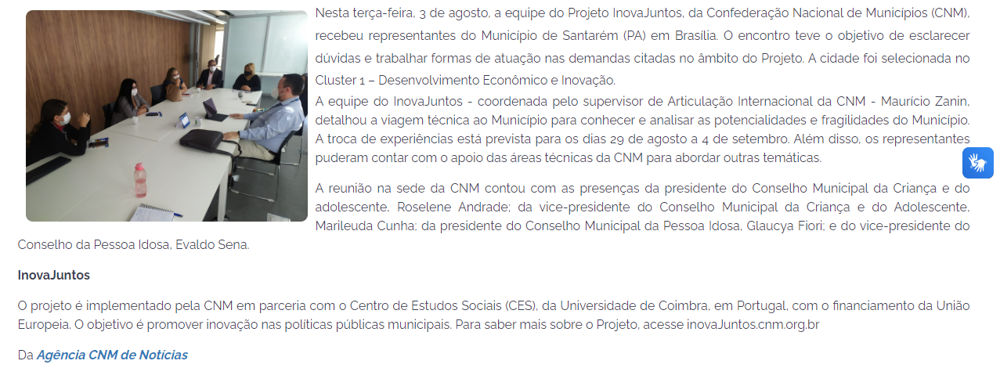 Nesta terça-feira, 3 de agosto, a equipe do Projeto InovaJuntos, da Confederação Nacional de Municípios (CNM),
recebeu representantes do Município de Santarém (PA) em Brasília. O encontro teve o objetivo de esclarecer
dúvidas e trabalhar formas de atuação nas demandas citadas no âmbito do Projeto. A cidade foi selecionada no
Cluster 1 – Desenvolvimento Econômico e Inovação.
A equipe do InovaJuntos - coordenada pelo supervisor de Articulação Internacional da CNM - Maurício Zanin,
detalhou a viagem técnica ao Município para conhecer e analisar as potencialidades e fragilidades do Município.
A troca de experiências está prevista para os dias 29 de agosto a 4 de setembro. Além disso, os representantes
puderam contar com o apoio das áreas técnicas da CNM para abordar outras temáticas.
A reunião na sede da CNM contou com as presenças da presidente do Conselho Municipal da Criança e do
adolescente, Roselene Andrade; da vice-presidente do Conselho Municipal da Criança e do Adolescente,
Marileuda Cunha; da presidente do Conselho Municipal da Pessoa Idosa, Glaucya Fiori; e do vice-presidente do
Conselho da Pessoa Idosa, Evaldo Sena.
InovaJuntos
O projeto é implementado pela CNM em parceria com o Centro de Estudos Sociais (CES), da Universidade de Coimbra, em Portugal, com o financiamento da União
Europeia. O objetivo é promover inovação nas políticas públicas municipais. Para saber mais sobre o Projeto, acesse inovaJuntos.cnm.org.br
Da Agência CNM de Notícias